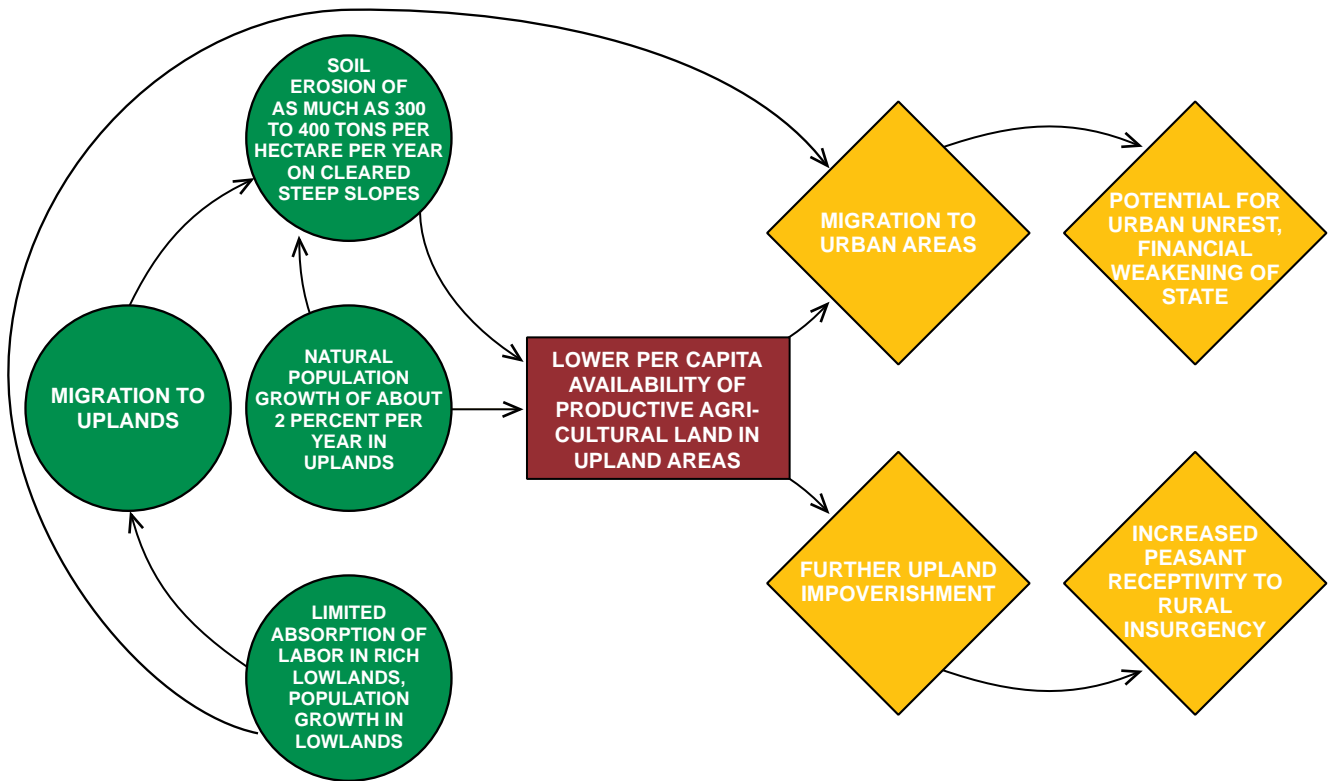 SOIL
EROSION OF
AS MUCH AS 300
TO 400 TONS PER
HECTARE PER YEAR
ON CLEARED
STEEP SLOPES
MIGRATION TO
URBAN AREAS
POTENTIAL FOR
URBAN UNREST,
FINANCIAL
WEAKENING OF
STATE
MIGRATION TO
UPLANDS
NATURAL
POPULATION
GROWTH OF ABOUT
2 PERCENT PER
YEAR IN
UPLANDS
LOWER PER CAPITA
AVAILABILITY OF
PRODUCTIVE AGRI-
CULTURAL LAND IN
UPLAND AREAS
FURTHER UPLAND
IMPOVERISHMENT
INCREASED
PEASANT
RECEPTIVITY TO
RURAL
INSURGENCY
LIMITED
ABSORPTION OF
LABOR IN RICH
LOWLANDS,
POPULATION
GROWTH IN
LOWLANDS